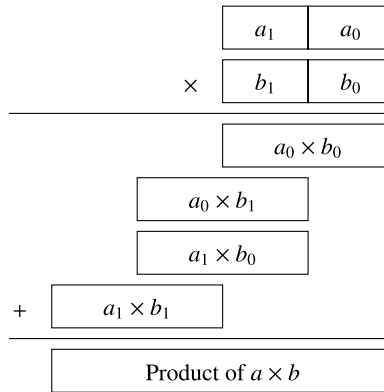 a₁ a₀
× b₁ b₀
a₀ × b₀
a₀ × b₁
a₁ × b₀
+ a₁ × b₁
Product of a × b